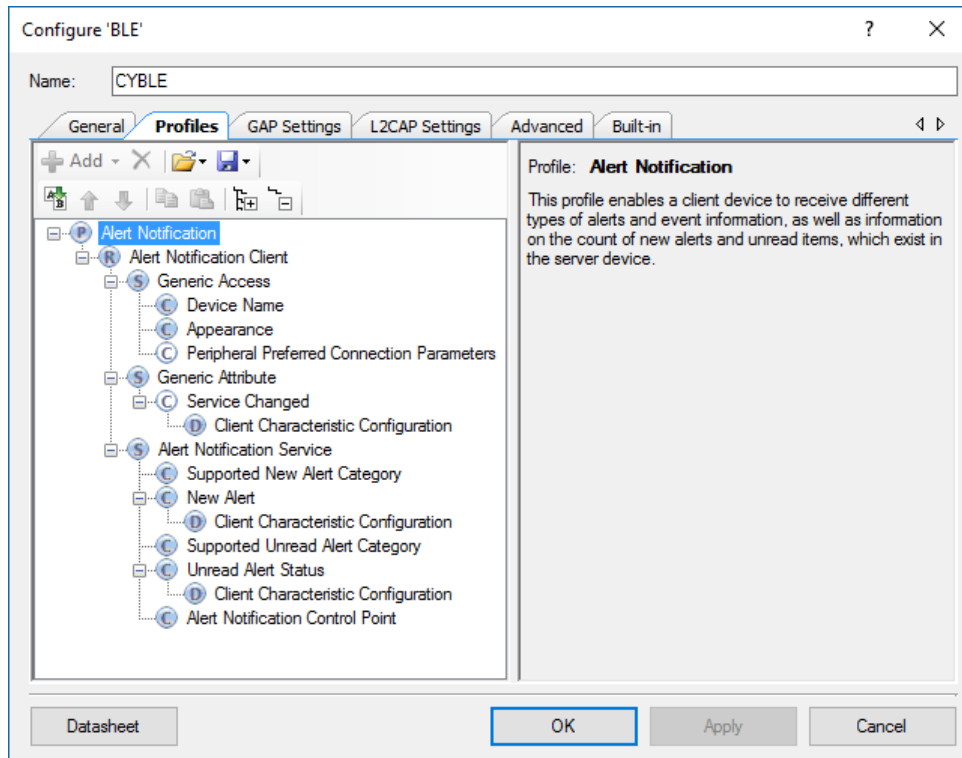 Configure 'BLE'
?
Name: CYBLE
General Profiles GAP Settings L2CAP Settings Advanced Built-in
Add
P Alert Notification
R Alert Notification Client
S Generic Access
C Device Name
C Appearance
C Peripheral Preferred Connection Parameters
S Generic Attribute
C Service Changed
D Client Characteristic Configuration
S Alert Notification Service
C Supported New Alert Category
C New Alert
D Client Characteristic Configuration
C Supported Unread Alert Category
C Unread Alert Status
D Client Characteristic Configuration
C Alert Notification Control Point
Profile: Alert Notification
This profile enables a client device to receive different
types of alerts and event information, as well as information
on the count of new alerts and unread items, which exist in
the server device.
Datasheet OK Apply Cancel